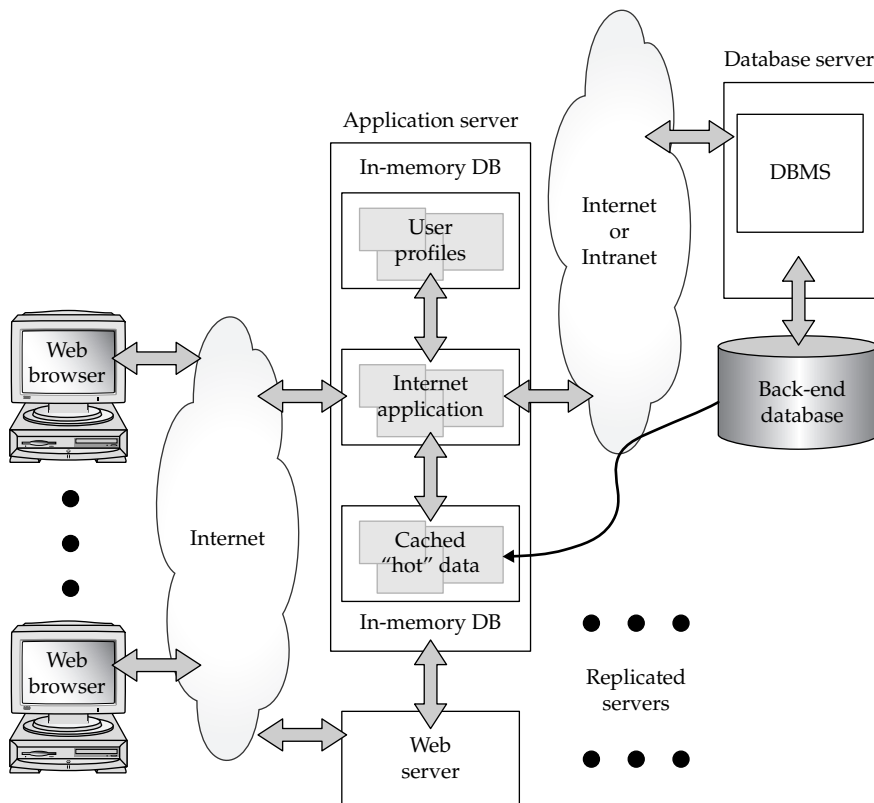 Database server
DBMS
Application server
In-memory DB
User
profiles
Internet
or
Intranet
Web
browser
Internet
application
Back-end
database
Internet
Cached
“hot” data
In-memory DB
Web
browser
Replicated
servers
Web
server